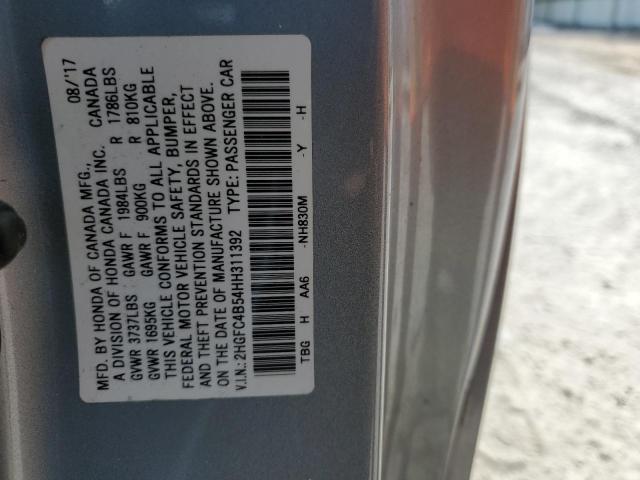 MFD. BY HONDA OF CANADA MFG., 08/'17
A DIVISION OF HONDA CANADA INC. CANADA
GVWR 3737LBS GAWR F 1984LBS R 1786LBS
GVWR 1695KG GAWR F 900KG R 810KG
THIS VEHICLE CONFORMS TO ALL APPLICABLE
FEDERAL MOTOR VEHICLE SAFETY, BUMPER,
AND THEFT PREVENTION STANDARDS IN EFFECT
ON THE DATE OF MANUFACTURE SHOWN ABOVE.
V.I.N.: 2HGFC4B54HH311392 TYPE: PASSENGER CAR
TBG H AA6 -NH830M -Y -H